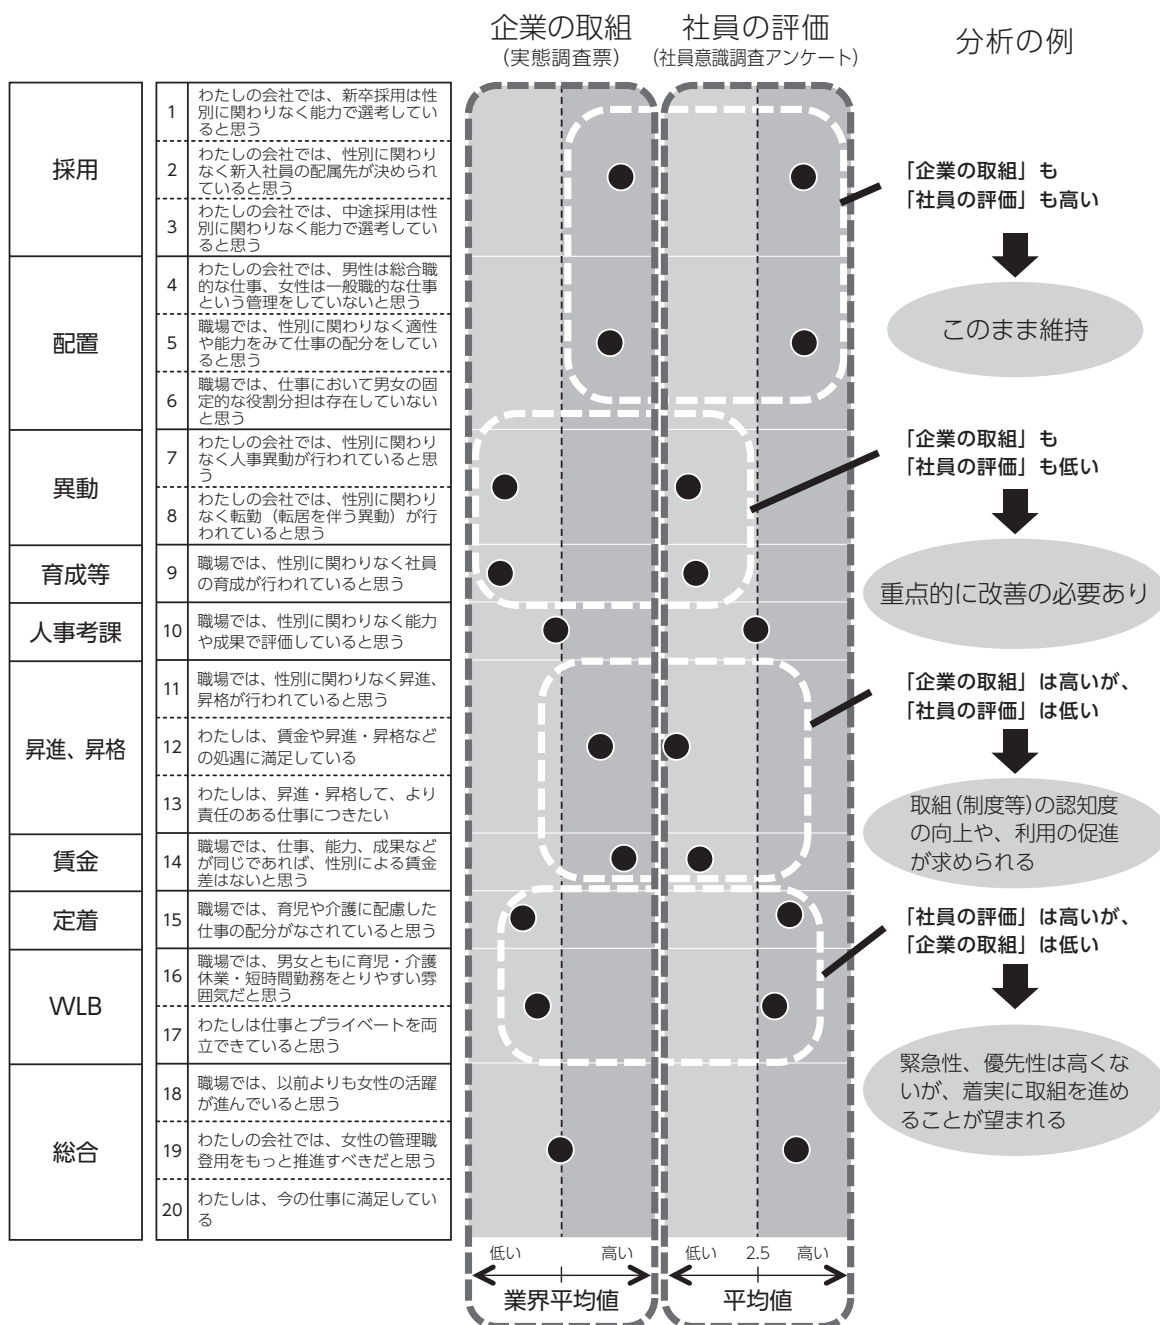 企業の取組
(実態調査票)
社員の評価
(社員意識調査アンケート)
分析の例
採用
1
わたしの会社では、新卒採用は性
別に関わりなく能力で選考してい
ると思う
2
わたしの会社では、性別に関わり
なく新入社員の配属先が決められ
ていると思う
3
わたしの会社では、中途採用は性
別に関わりなく能力で選考してい
ると思う
配置
4
わたしの会社では、男性は総合職
的な仕事、女性は一般職的な仕事
という管理をしていないと思う
5
職場では、性別に関わりなく適性
や能力をみて仕事の配分をしてい
ると思う
6
職場では、仕事において男女の固
定的な役割分担は存在していない
と思う
異動
7
わたしの会社では、性別に関わり
なく人事異動が行われていると思
う
8
わたしの会社では、性別に関わり
なく転勤（転居を伴う異動）が行
われていると思う
育成等
9
職場では、性別に関わりなく社員
の育成が行われていると思う
人事考課
10
職場では、性別に関わりなく能力
や成果で評価していると思う
昇進、昇格
11
職場では、性別に関わりなく昇進、
昇格が行われていると思う
12
わたしは、賃金や昇進・昇格など
の処遇に満足している
13
わたしは、昇進・昇格して、より
責任のある仕事につきたい
賃金
14
職場では、仕事、能力、成果など
が同じであれば、性別による賃金
差はないと思う
定着
15
職場では、育児や介護に配慮した
仕事の配分がなされていると思う
WLB
16
職場では、男女ともに育児・介護
休業・短時間勤務をとりやすい雰
囲気だと思う
17
わたしは仕事とプライベートを両
立できていると思う
総合
18
職場では、以前よりも女性の活躍
が進んでいると思う
19
わたしの会社では、女性の管理職
登用をもっと推進すべきだと思う
20
わたしは、今の仕事に満足してい
る
「企業の取組」も
「社員の評価」も高い
このまま維持
「企業の取組」も
「社員の評価」も低い
重点的に改善の必要あり
「企業の取組」は高いが、
「社員の評価」は低い
取組(制度等)の認知度
の向上や、利用の促進
が求められる
「社員の評価」は高いが、
「企業の取組」は低い
緊急性、優先性は高くな
いが、着実に取組を進め
ることが望まれる
低い 高い
業界平均値
低い 2.5 高い
平均値